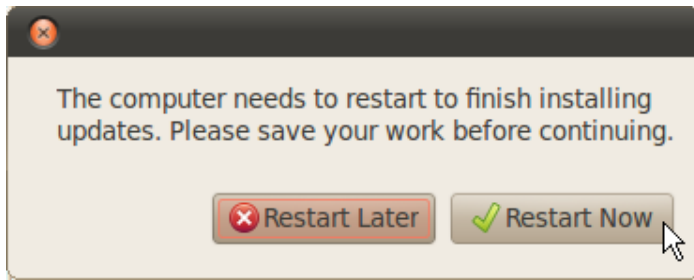 The computer needs to restart to finish installing
updates. Please save your work before continuing.
Restart Later
Restart Now